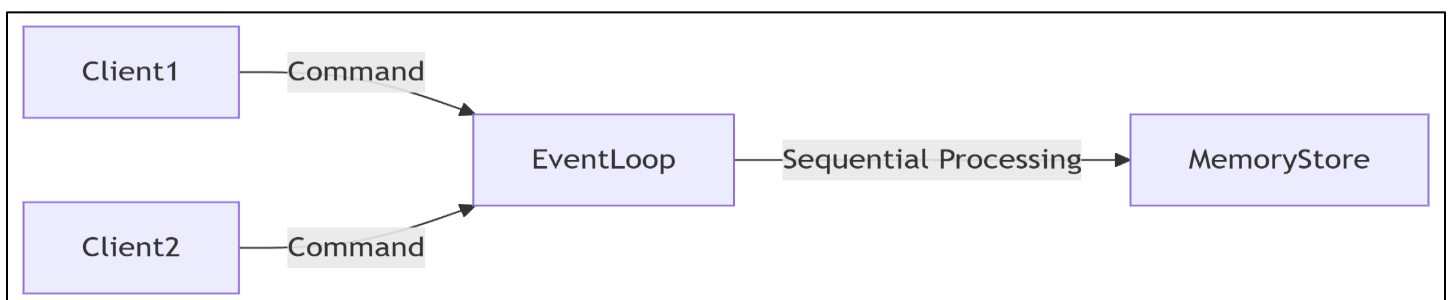 Client1
Command
EventLoop
Sequential Processing
MemoryStore
Client2
Command